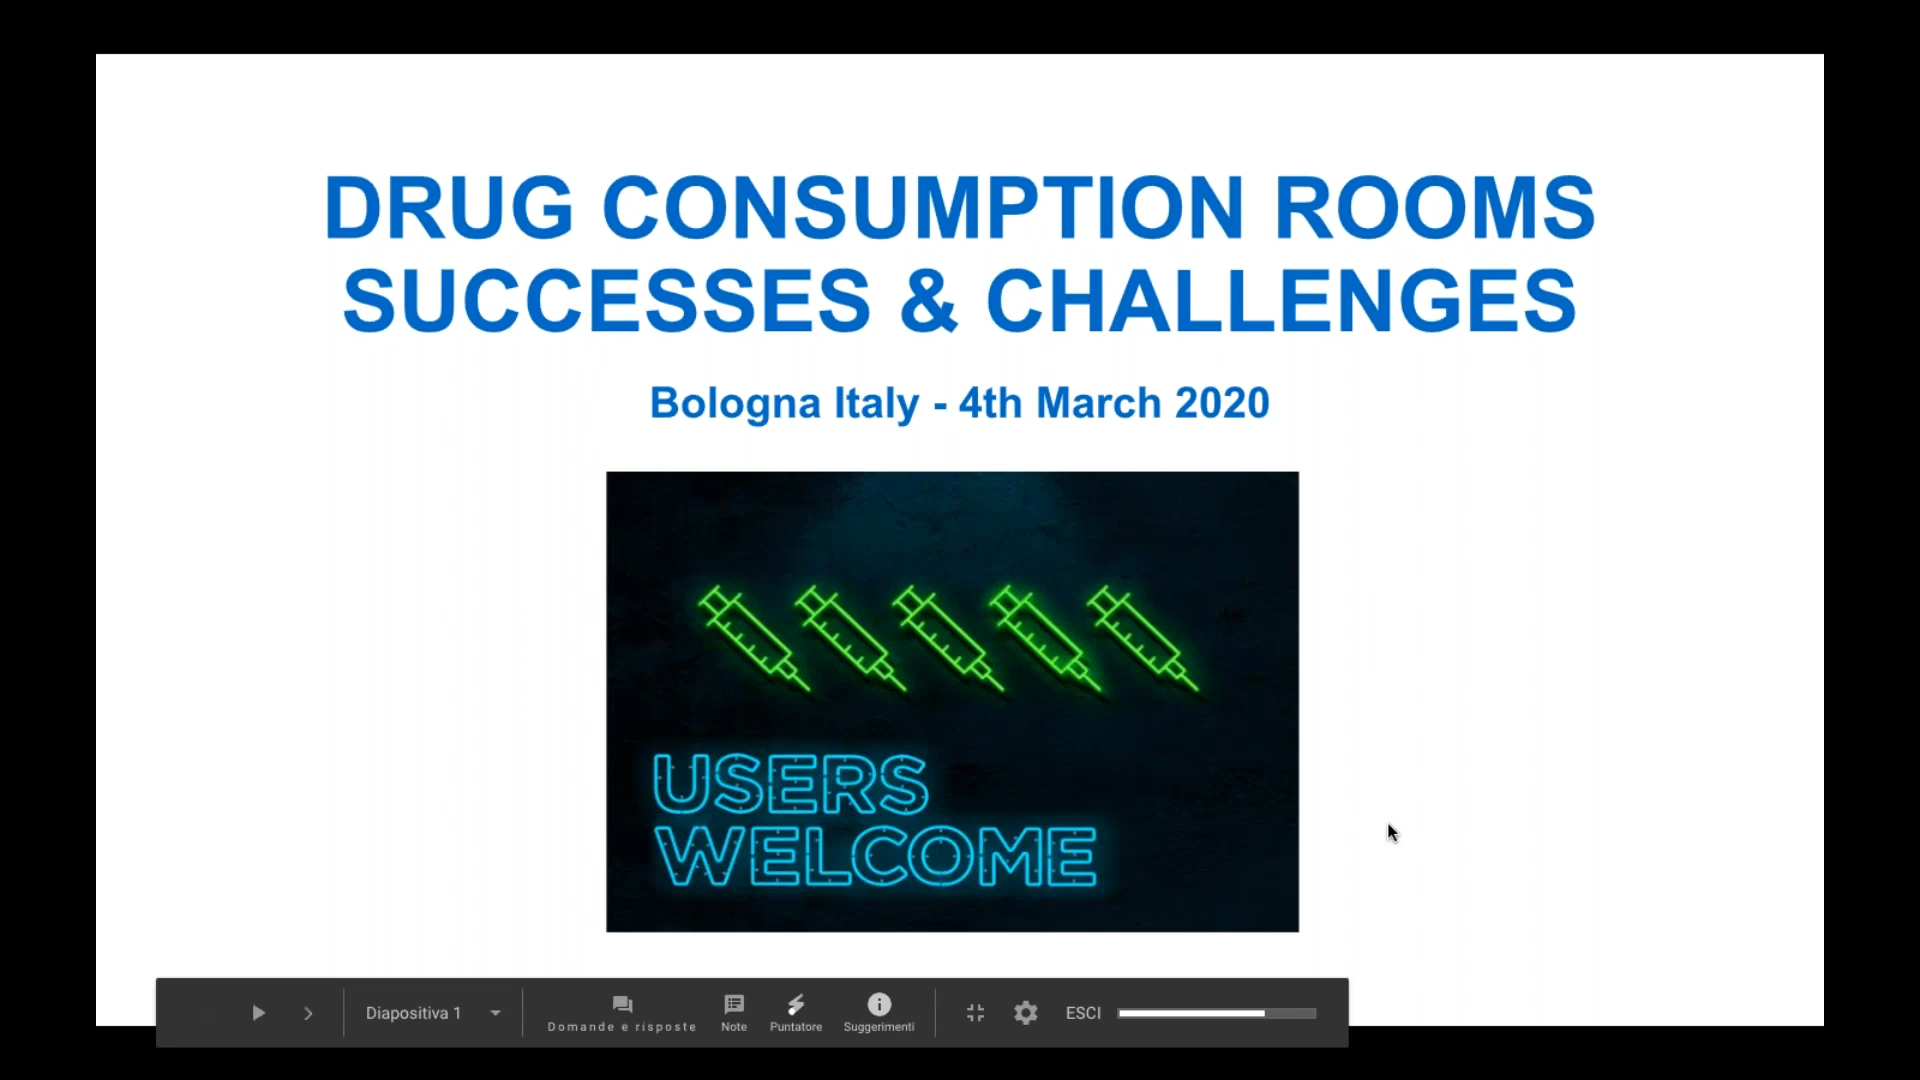 DRUG CONSUMPTION ROOMS
SUCCESSES & CHALLENGES
Bologna Italy - 4th March 2020
USERS
WELCOME
Diapositiva 1
Domande e risposte
Note
Puntatore
Suggerimenti
ESCI